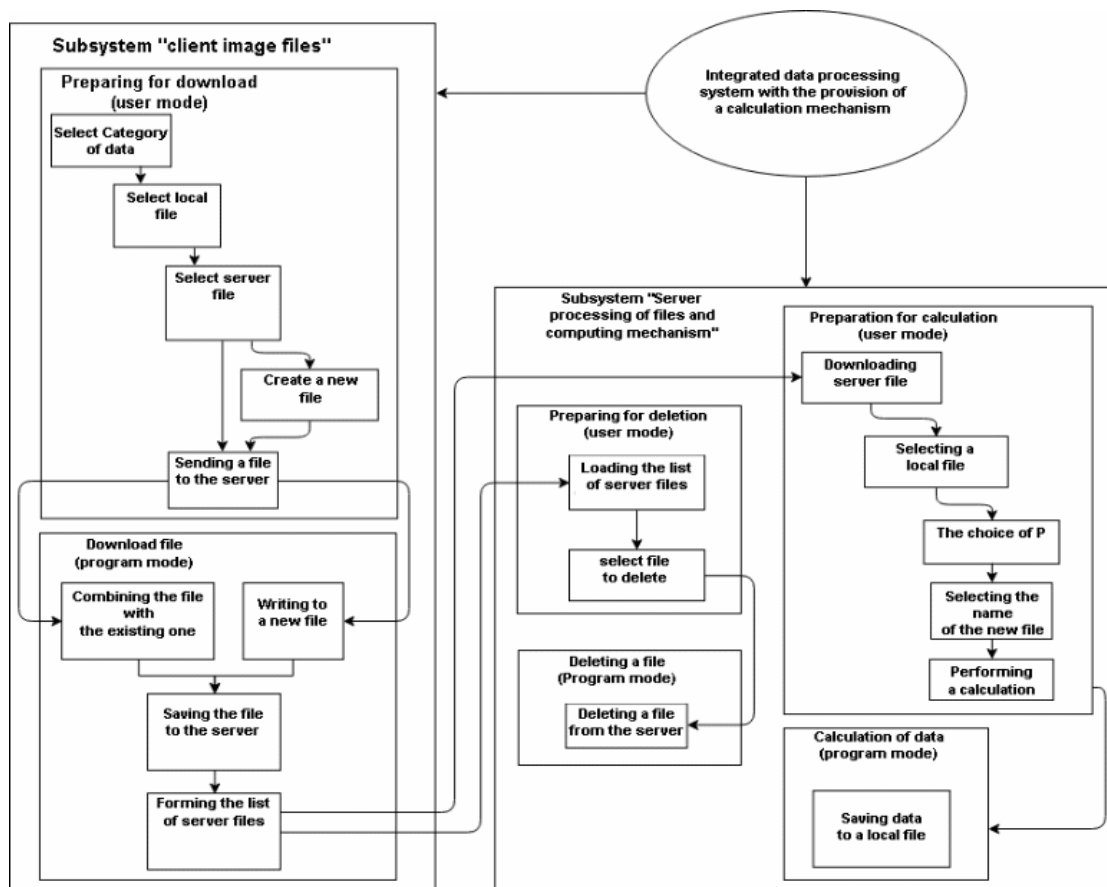 Subsystem "client image files"
Preparing for download
(user mode)
Select Category
of data
Select local
file
Select server
file
Create a new
file
Sending a file
to the server
Download file
(program mode)
Combining the file
with
the existing one
Writing to
a new file
Saving the file
to the server
Forming the list
of server files
Integrated data processing
system with the provision of
a calculation mechanism
Subsystem "Server
processing of files and
computing mechanism"
Preparing for deletion
(user mode)
Loading the list
of server files
select file
to delete
Deleting a file
(Program mode)
Deleting a file
from the server
Preparation for calculation
(user mode)
Downloading
server file
Selecting a
local file
The choice of P
Selecting the
name
of the new file
Performing
a calculation
Calculation of data
(program mode)
Saving data
to a local file